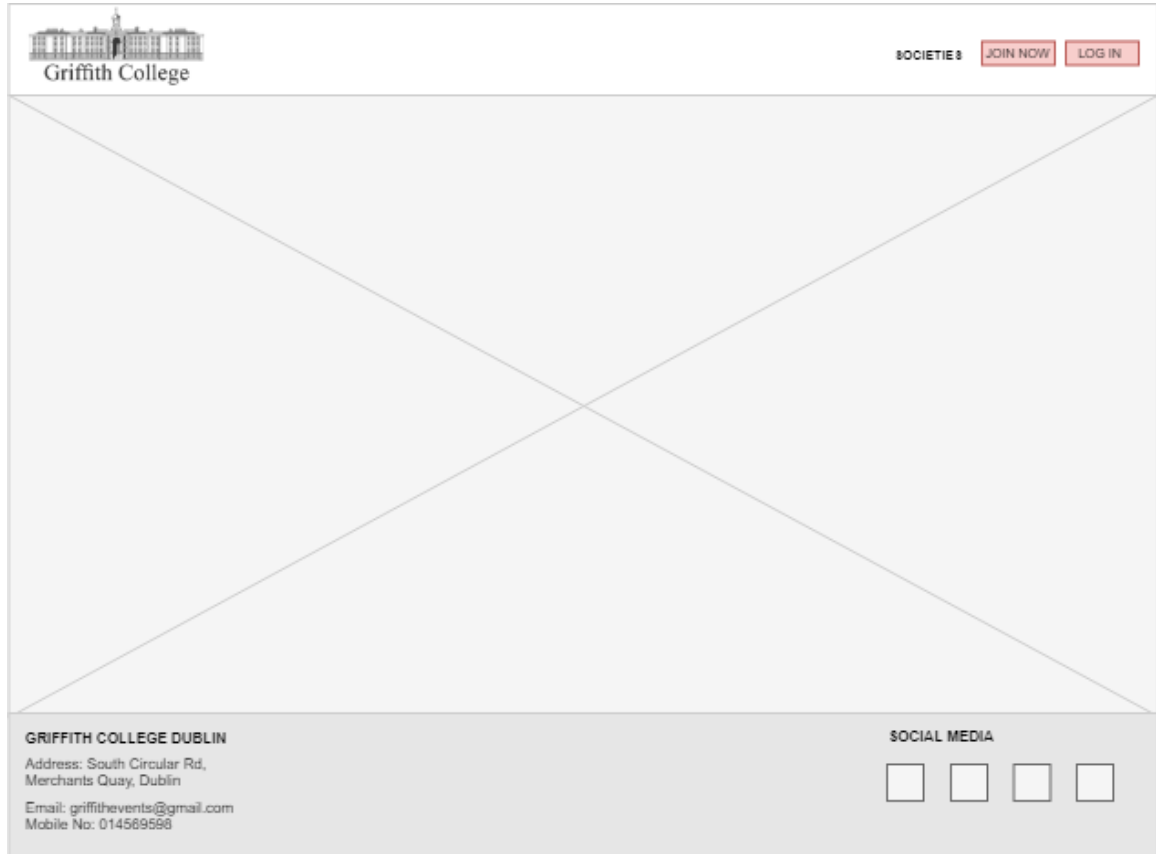 Griffith College
SOCIETIES
JOIN NOW
LOG IN
GRIFFITH COLLEGE DUBLIN
Address: South Circular Rd,
Merchants Quay, Dublin
Email: griffithevents@gmail.com
Mobile No: 014569598
SOCIAL MEDIA